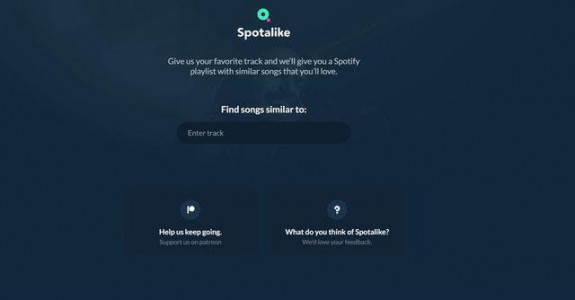 Spotalike
Give us your favorite track and we'll give you a Spotify
playlist with similar songs that you'll love.
Find songs similar to:
Enter track
Help us keep going.
Support us on patreon
What do you think of Spotalike?
We'd love your feedback.